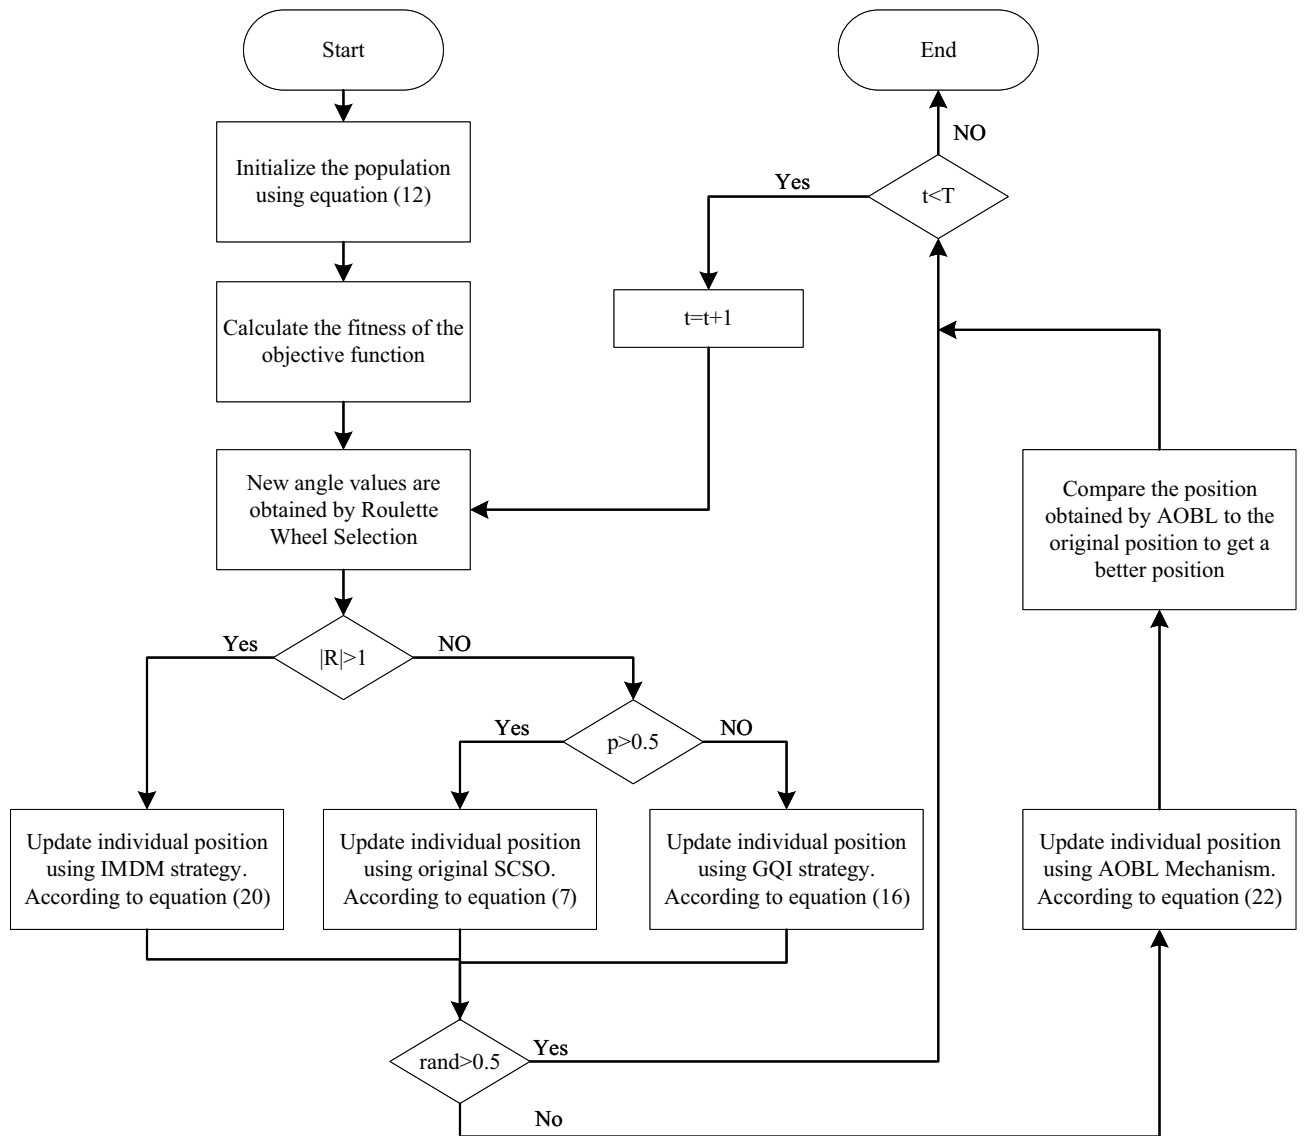 Start
End
NO
Initialize the population
using equation (12)
Yes
t<T
Calculate the fitness of the
objective function
t=t+1
New angle values are
obtained by Roulette
Wheel Selection
Compare the position
obtained by AOBL to the
original position to get a
better position
Yes
|R|>1
NO
Yes
p>0.5
NO
Update individual position
using IMDM strategy.
According to equation (20)
Update individual position
using original SCSO.
According to equation (7)
Update individual position
using GQI strategy.
According to equation (16)
Update individual position
using AOBL Mechanism.
According to equation (22)
rand>0.5
Yes
No